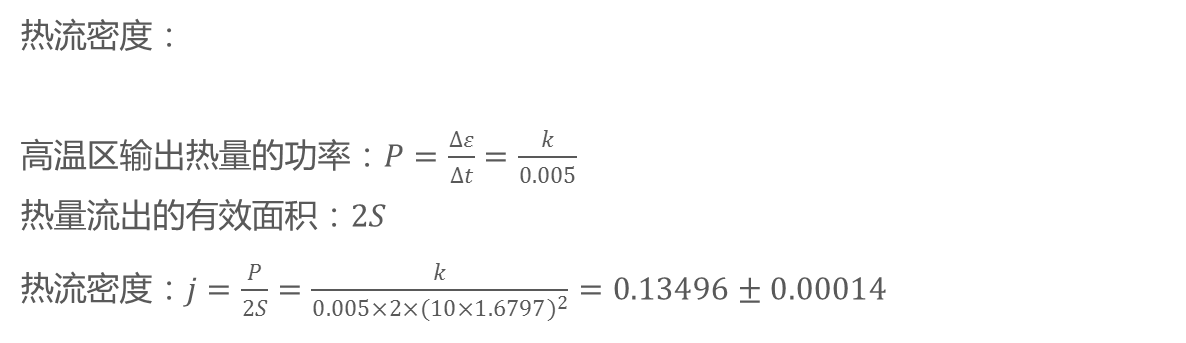 热流密度：
高温区输出热量的功率：P = Δε/Δt = k/0.005
热量流出的有效面积：2S
热流密度：j = P/2S = k/0.005×2×(10×1.6797)² = 0.13496 ± 0.00014